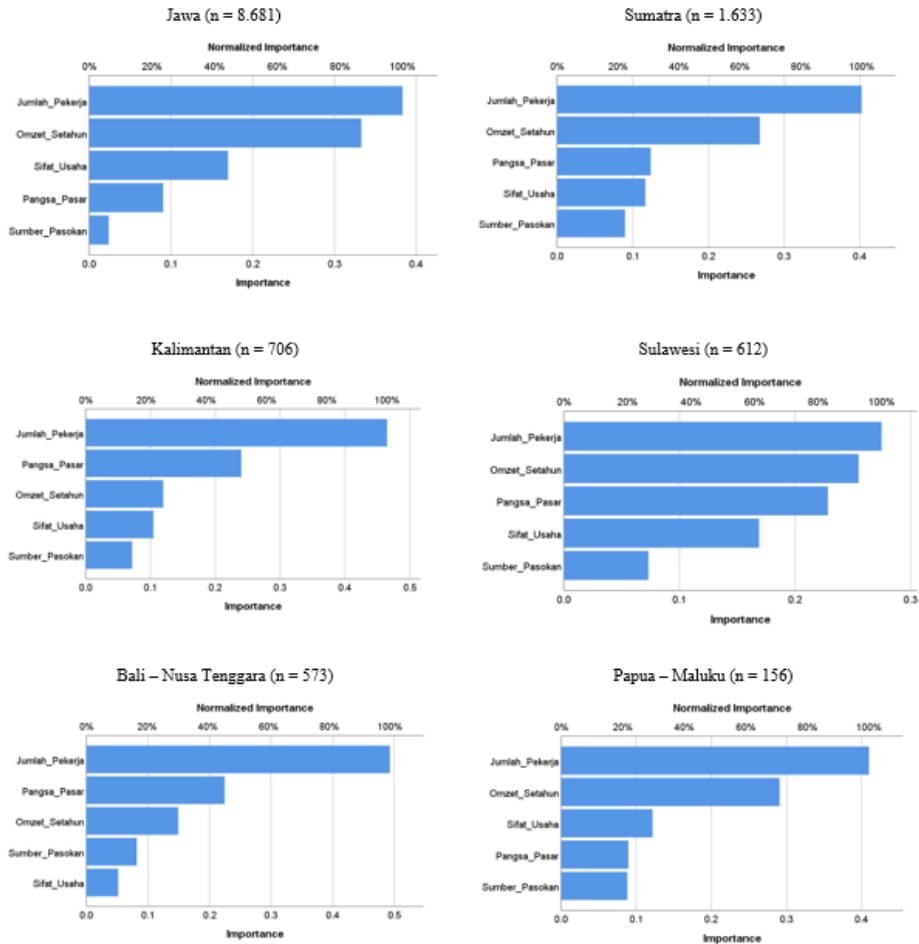 Jawa (n = 8.681)
Normalized Importance
0% 20% 40% 60% 80% 100%
Jumlah_Pekerja
Omzet_Setahun
Sifat_Usaha
Pangsa_Pasar
Sumber_Pasokan
0.0 0.1 0.2 0.3 0.4
Importance
Sumatra (n = 1.633)
Normalized Importance
0% 20% 40% 60% 80% 100%
Jumlah_Pekerja
Omzet_Setahun
Pangsa_Pasar
Sifat_Usaha
Sumber_Pasokan
0.0 0.1 0.2 0.3 0.4
Importance
Kalimantan (n = 706)
Normalized Importance
0% 20% 40% 60% 80% 100%
Jumlah_Pekerja
Pangsa_Pasar
Omzet_Setahun
Sifat_Usaha
Sumber_Pasokan
0.0 0.1 0.2 0.3 0.4 0.5
Importance
Sulawesi (n = 612)
Normalized Importance
0% 20% 40% 60% 80% 100%
Jumlah_Pekerja
Omzet_Setahun
Pangsa_Pasar
Sifat_Usaha
Sumber_Pasokan
0.0 0.1 0.2 0.3
Importance
Bali – Nusa Tenggara (n = 573)
Normalized Importance
0% 20% 40% 60% 80% 100%
Jumlah_Pekerja
Pangsa_Pasar
Omzet_Setahun
Sumber_Pasokan
Sifat_Usaha
0.0 0.1 0.2 0.3 0.4 0.5
Importance
Papua – Maluku (n = 156)
Normalized Importance
0% 20% 40% 60% 80% 100%
Jumlah_Pekerja
Omzet_Setahun
Sifat_Usaha
Pangsa_Pasar
Sumber_Pasokan
0.0 0.1 0.2 0.3 0.4
Importance